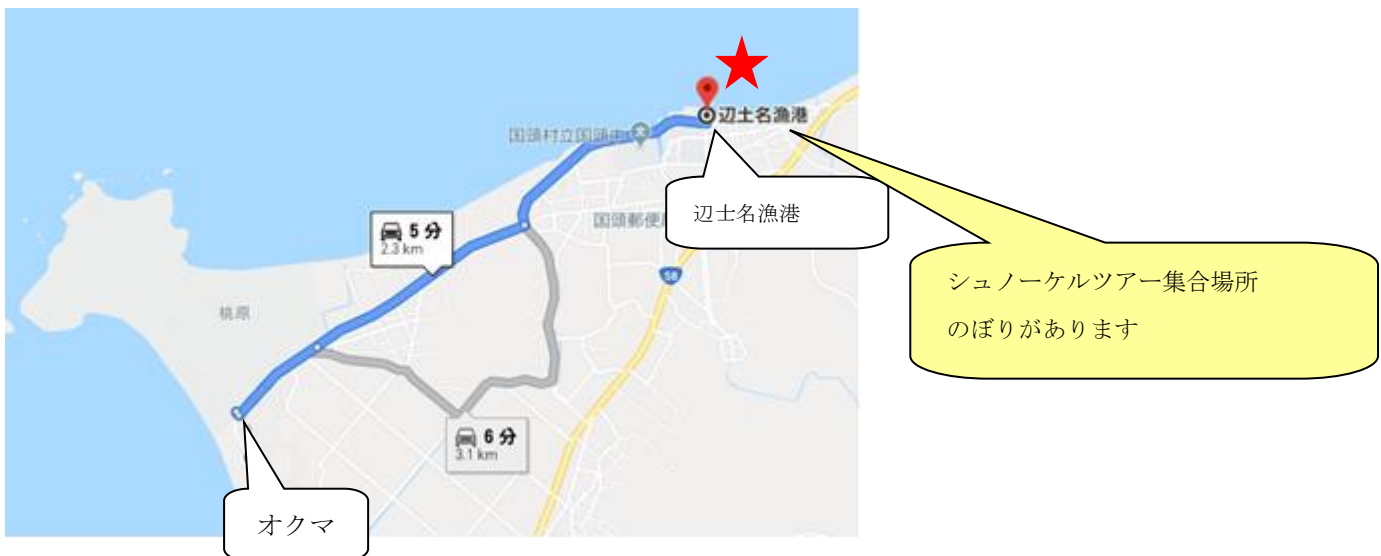 辺土名漁港
国頭村立国頭中
辺士名漁港
国頭郵便局
5 分
2.3 km
58
シュノーケルツアー集合場所
のぼりがあります
桃原
6 分
3.1 km
オクマ